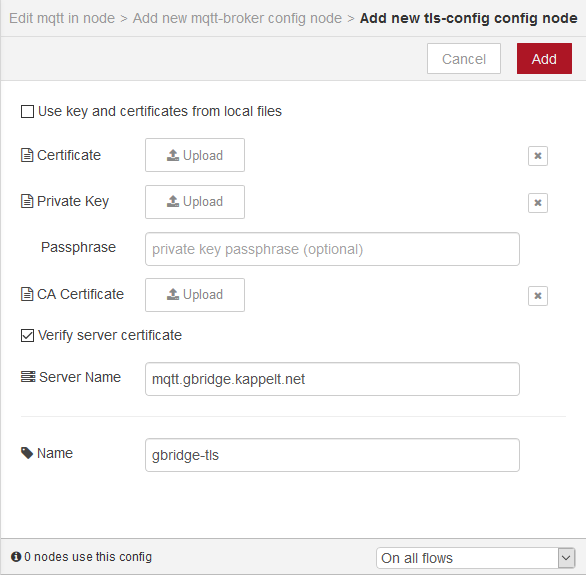 Edit mqtt in node > Add new mqtt-broker config node > Add new tls-config config node
Cancel Add
Use key and certificates from local files
Certificate Upload
Private Key Upload
Passphrase private key passphrase (optional)
CA Certificate Upload
Verify server certificate
Server Name mqtt.gbridge.kappelt.net
Name gbridge-tls
0 nodes use this config On all flows